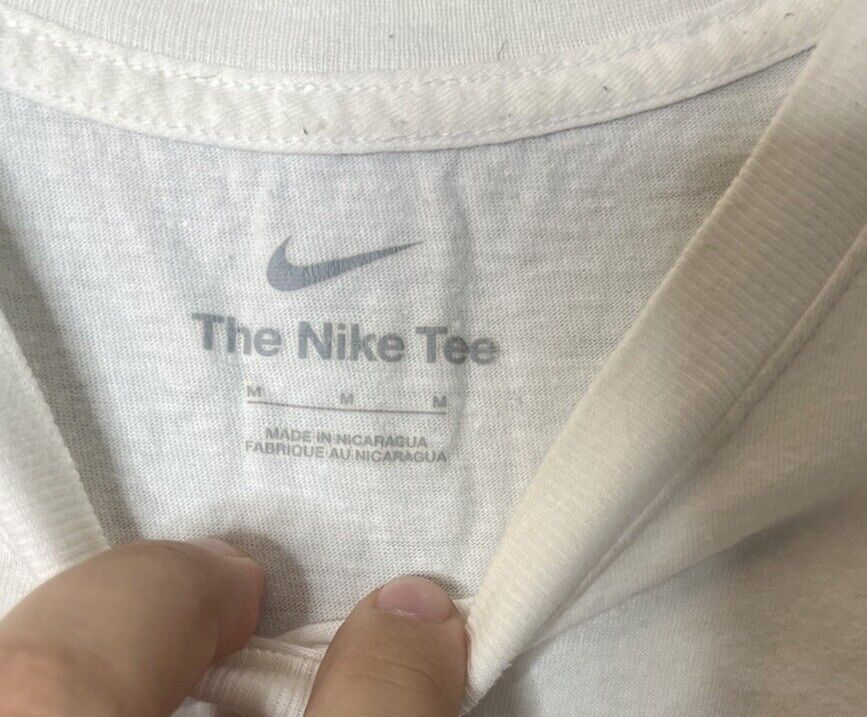 The Nike Tee
M M M
MADE IN NICARAGUA
FABRIQUE AU NICARAGUA